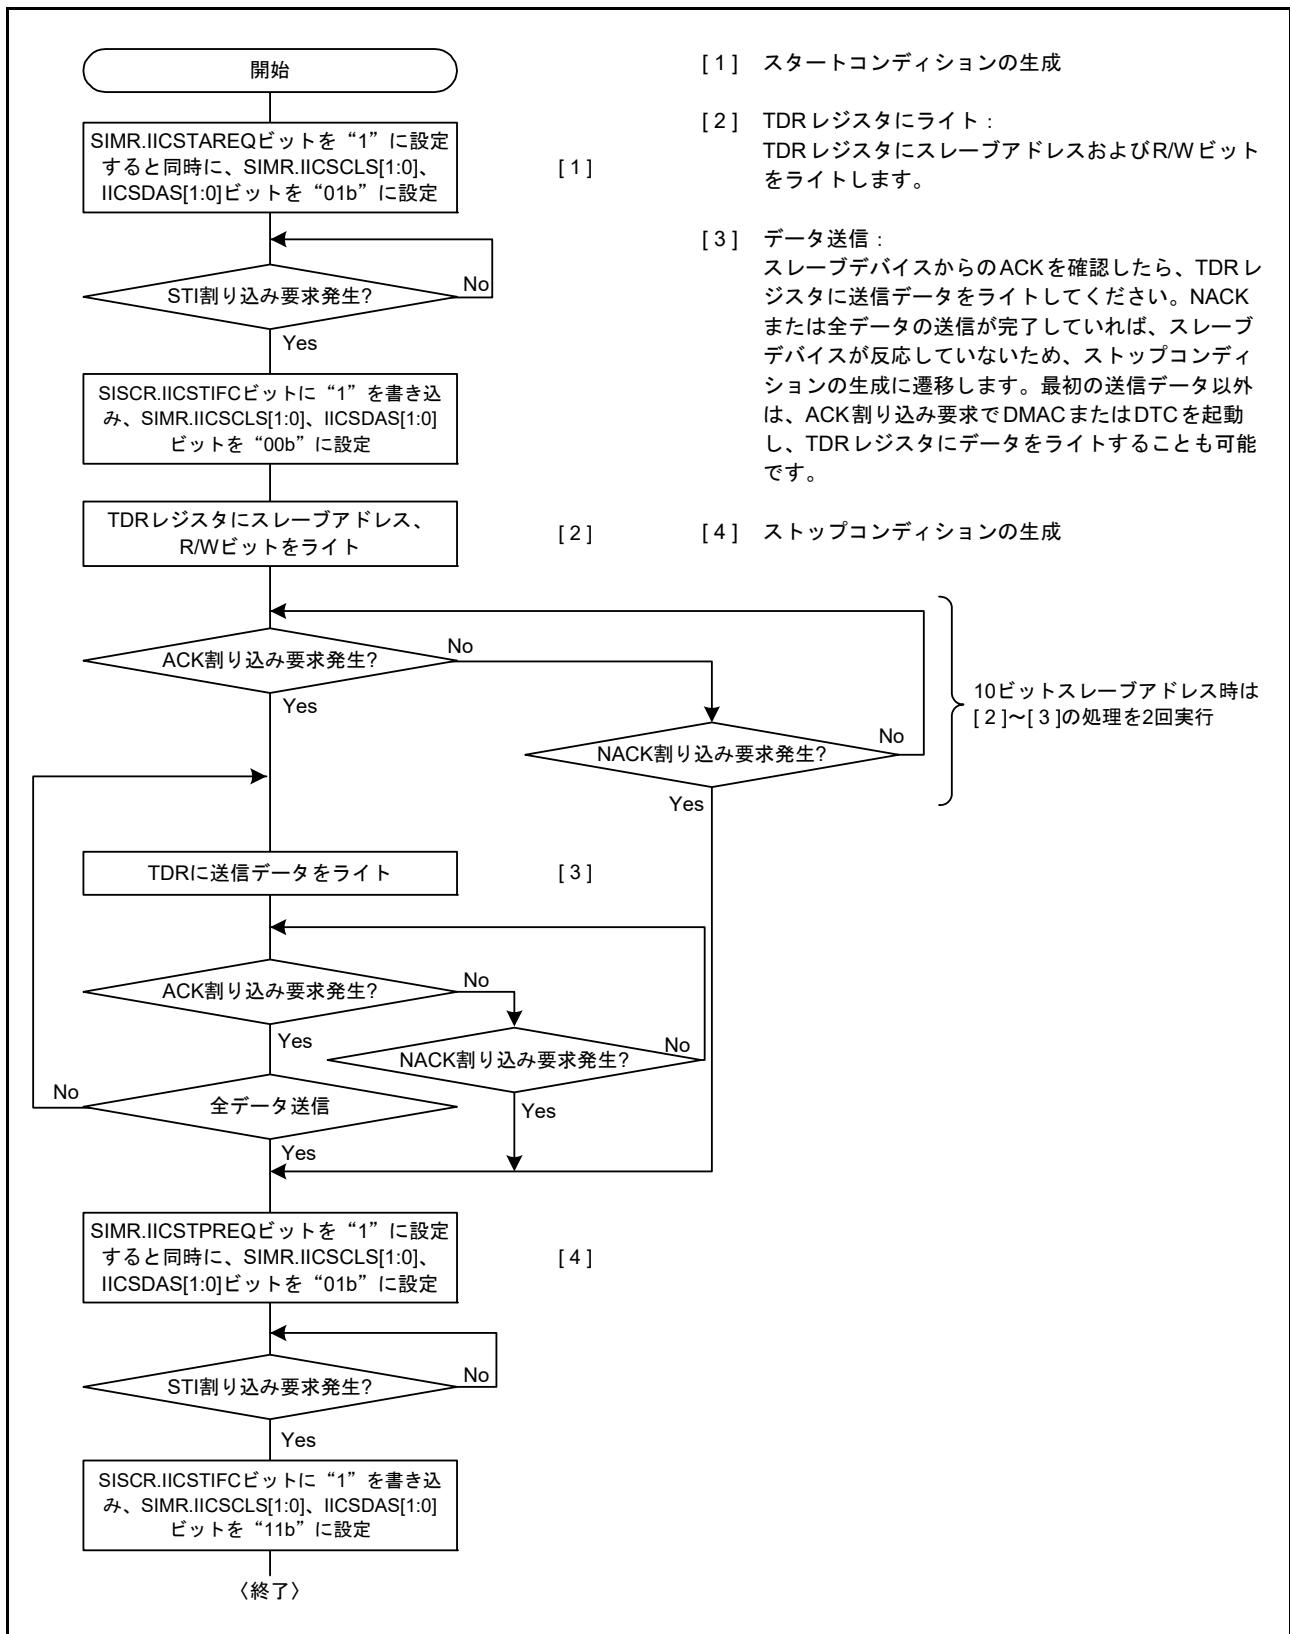 開始
SIMR.IICSTAREQビットを“1”に設定
すると同時に、SIMR.IICSCLS[1:0]、
IICSDAS[1:0]ビットを“01b”に設定
[ 1 ]
STI割り込み要求発生?
No
Yes
SISCR.IICSTIFCビットに“1”を書き込
み、SIMR.IICSCLS[1:0]、IICSDAS[1:0]
ビットを“00b”に設定
TDRレジスタにスレーブアドレス、
R/Wビットをライト
[ 2 ]
ACK割り込み要求発生?
No
Yes
NACK割り込み要求発生?
No
Yes
TDRに送信データをライト
[ 3 ]
ACK割り込み要求発生?
No
Yes
NACK割り込み要求発生?
No
Yes
全データ送信
No
Yes
SIMR.IICSTPREQビットを“1”に設定
すると同時に、SIMR.IICSCLS[1:0]、
IICSDAS[1:0]ビットを“01b”に設定
[ 4 ]
STI割り込み要求発生?
No
Yes
SISCR.IICSTIFCビットに“1”を書き込
み、SIMR.IICSCLS[1:0]、IICSDAS[1:0]
ビットを“11b”に設定
〈終了〉
[ 1 ] スタートコンディションの生成
[ 2 ] TDRレジスタにライト：
TDRレジスタにスレーブアドレスおよびR/Wビット
をライトします。
[ 3 ] データ送信：
スレーブデバイスからのACKを確認したら、TDRレ
ジスタに送信データをライトしてください。NACK
または全データの送信が完了していれば、スレーブ
デバイスが反応していないため、ストップコンディ
ションの生成に遷移します。最初の送信データ以外
は、ACK割り込み要求でDMACまたはDTCを起動
し、TDRレジスタにデータをライトすることも可能
です。
[ 4 ] ストップコンディションの生成
10ビットスレーブアドレス時は
[ 2 ]～[ 3 ]の処理を2回実行